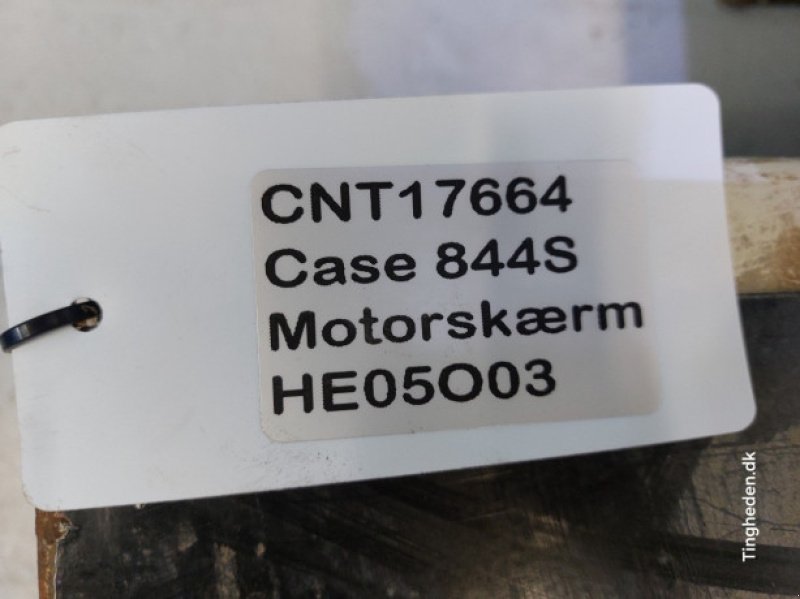 CNT17664
Case 844S
Motorskærm
HE05O03
Tingheden.dk